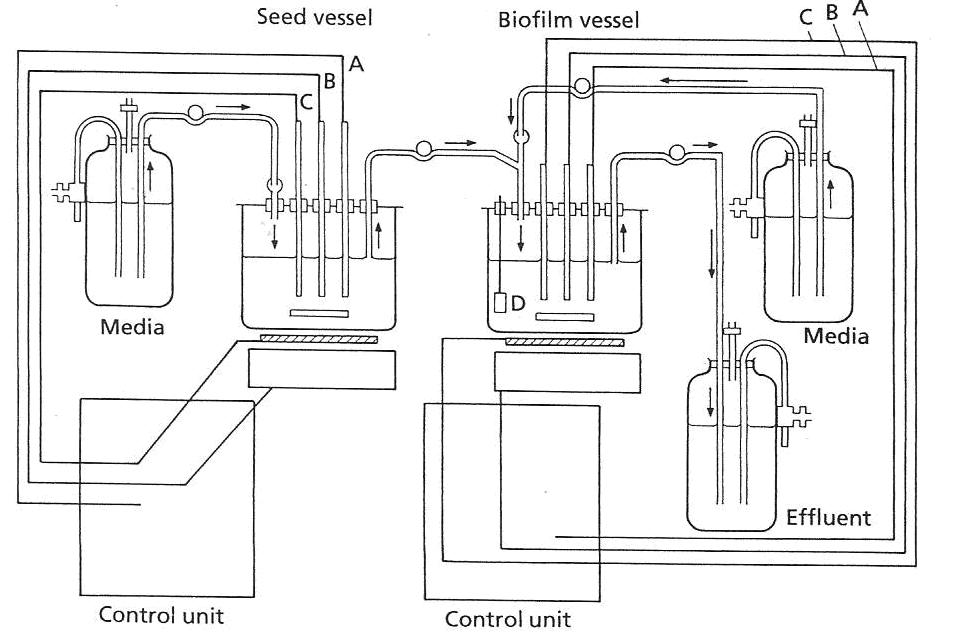 Seed vessel
Biofilm vessel
C B A
A
B
C
D
Media
Media
Effluent
Control unit
Control unit